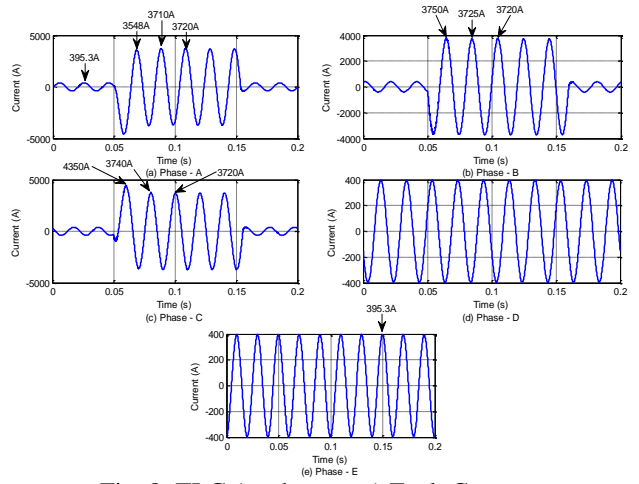 3548A 3710A 3720A
395.3A
5000
0
-5000
Current (A)
0 0.05 0.1 0.15 0.2
Time (s)
(a) Phase - A
3750A 3725A 3720A
4000
2000
0
-2000
-4000
Current (A)
0 0.05 0.1 0.15 0.2
Time (s)
(b) Phase - B
4350A 3740A 3720A
5000
0
-5000
Current (A)
0 0.05 0.1 0.15 0.2
Time (s)
(c) Phase - C
400
200
0
-200
-400
Current (A)
0 0.05 0.1 0.15 0.2
Time (s)
(d) Phase - D
395.3A
400
200
0
-200
-400
Current (A)
0 0.05 0.1 0.15 0.2
Time (s)
(e) Phase - E